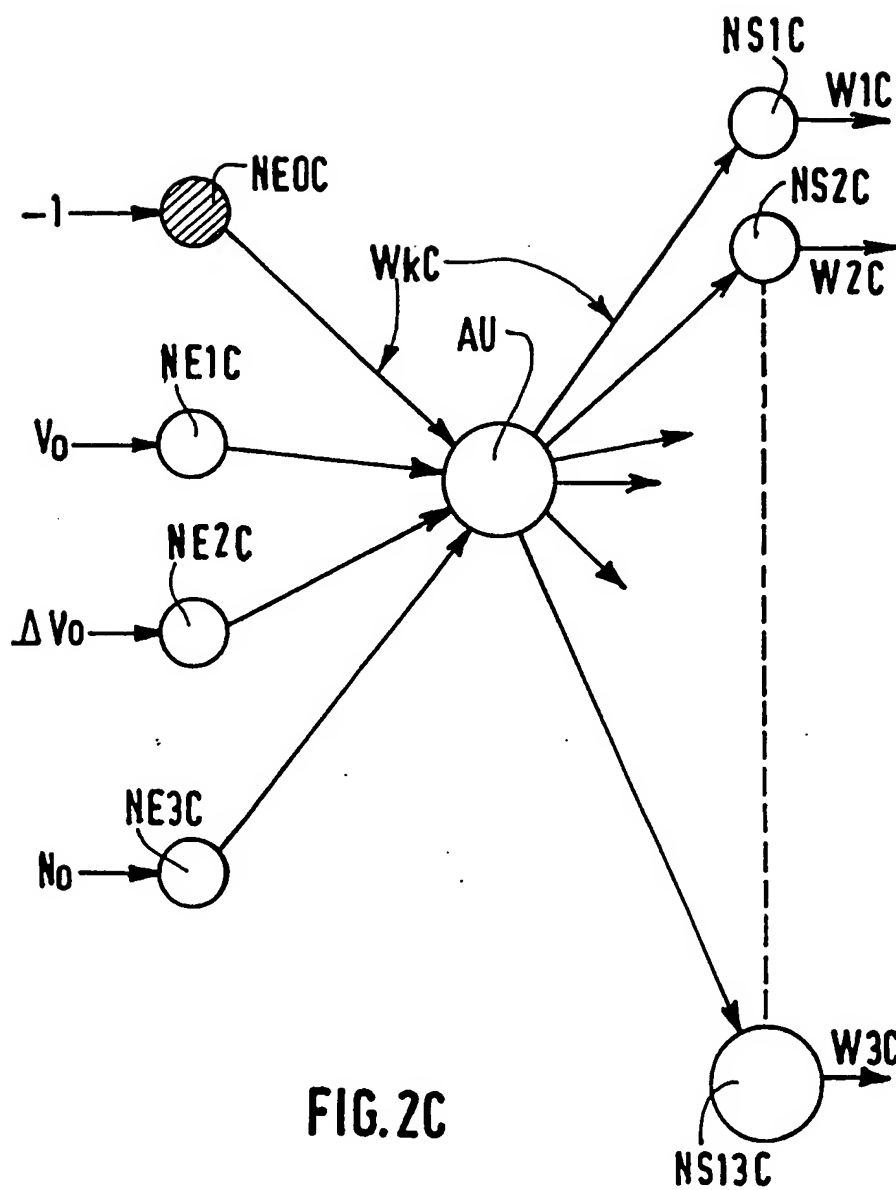 NS1C
W1C
NE0C
-1
NS2C
W2C
WkC
AU
NE1C
V0
NE2C
ΔV0
NE3C
N0
W3C
FIG.2C
NS13C